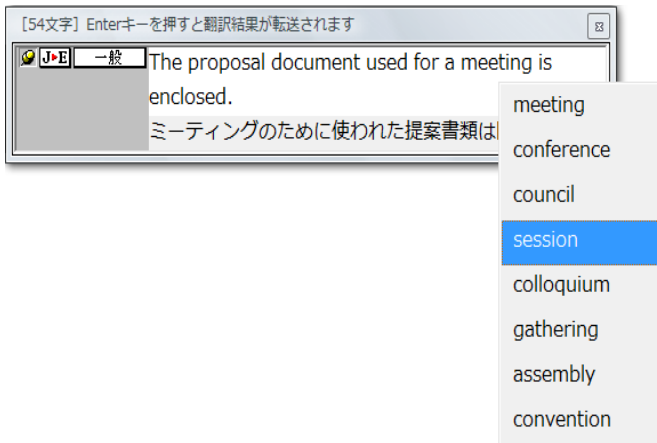 [54文字] Enterキーを押すと翻訳結果が転送されます
J▶E 一般 The proposal document used for a meeting is
enclosed.
ミーティングのために使われた提案書類は
meeting
conference
council
session
colloquium
gathering
assembly
convention